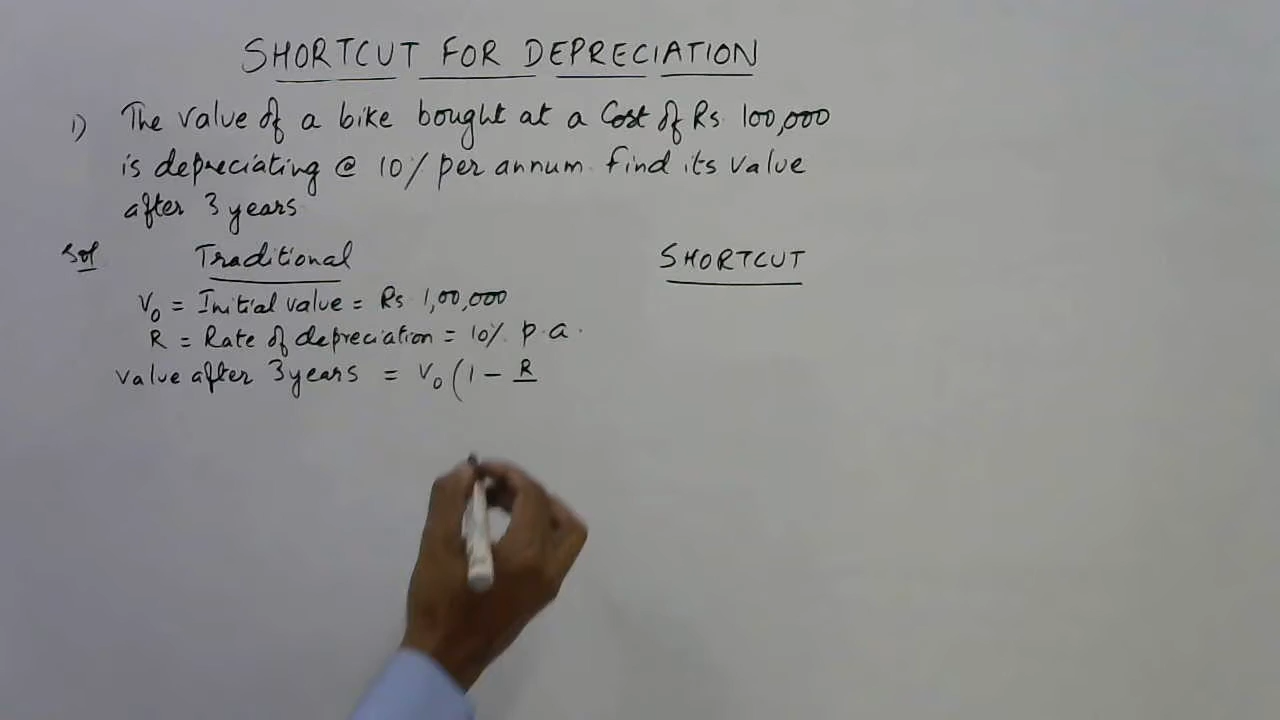 SHORTCUT FOR DEPRECIATION
1) The value of a bike bought at a Cost of Rs 100,000
is depreciating @ 10% per annum. find its value
after 3 years
Sol Traditional SHORTCUT
V₀ = Initial value = Rs 1,00,000
R = Rate of depreciation = 10% p.a.
value after 3 years = V₀ (1 - R